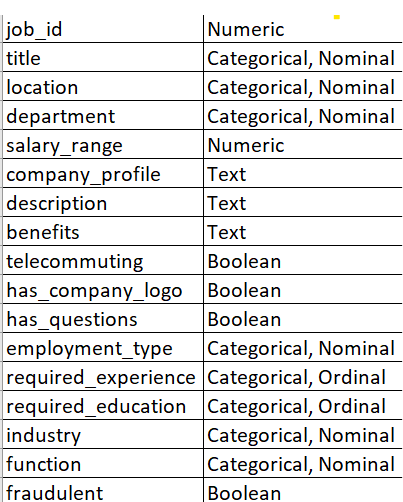 job_id Numeric
title Categorical, Nominal
location Categorical, Nominal
department Categorical, Nominal
salary_range Numeric
company_profile Text
description Text
benefits Text
telecommuting Boolean
has_company_logo Boolean
has_questions Boolean
employment_type Categorical, Nominal
required_experience Categorical, Ordinal
required_education Categorical, Ordinal
industry Categorical, Nominal
function Categorical, Nominal
fraudulent Boolean